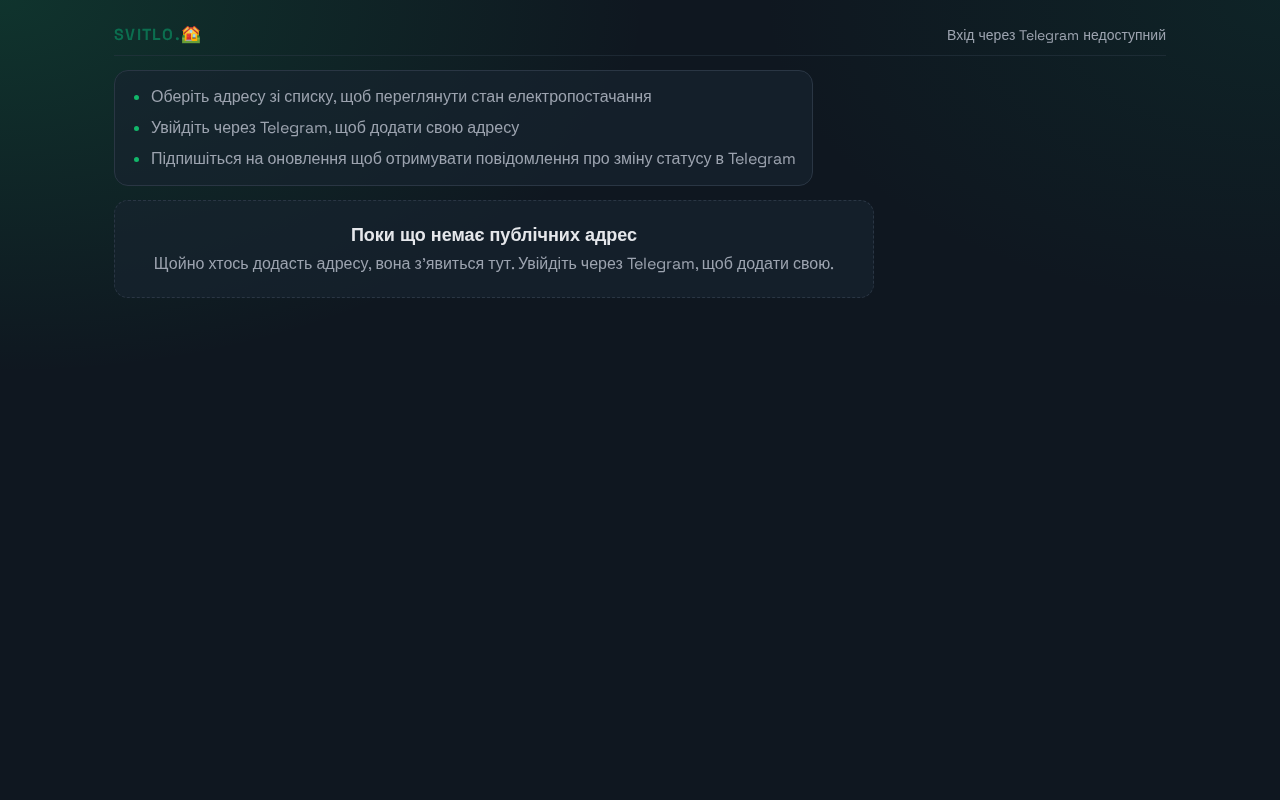 SVITLO.🏠
Вхід через Telegram недоступний
Оберіть адресу зі списку, щоб переглянути стан електропостачання
Увійдіть через Telegram, щоб додати свою адресу
Підпишіться на оновлення щоб отримувати повідомлення про зміну статусу в Telegram
Поки що немає публічних адрес
Щойно хтось додасть адресу, вона зʼявиться тут. Увійдіть через Telegram, щоб додати свою.